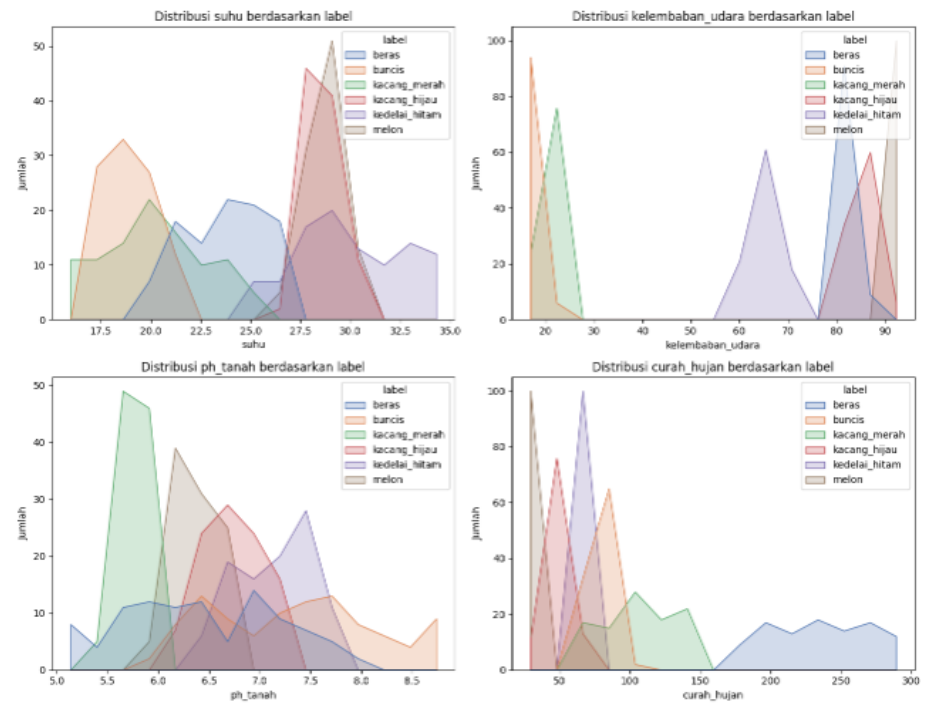 Distribusi suhu berdasarkan label
50
40
30
20
10
0
jumlah
17.5 20.0 22.5 25.0 27.5 30.0 32.5 35.0
suhu
label
beras
buncis
kacang_merah
kacang_hijau
kedelai_hitam
melon
Distribusi kelembaban_udara berdasarkan label
100
80
60
40
20
0
jumlah
20 30 40 50 60 70 80 90
kelembaban_udara
label
beras
buncis
kacang_merah
kacang_hijau
kedelai_hitam
melon
Distribusi ph_tanah berdasarkan label
50
40
30
20
10
0
jumlah
5.0 5.5 6.0 6.5 7.0 7.5 8.0 8.5
ph_tanah
label
beras
buncis
kacang_merah
kacang_hijau
kedelai_hitam
melon
Distribusi curah_hujan berdasarkan label
100
80
60
40
20
0
jumlah
50 100 150 200 250 300
curah_hujan
label
beras
buncis
kacang_merah
kacang_hijau
kedelai_hitam
melon